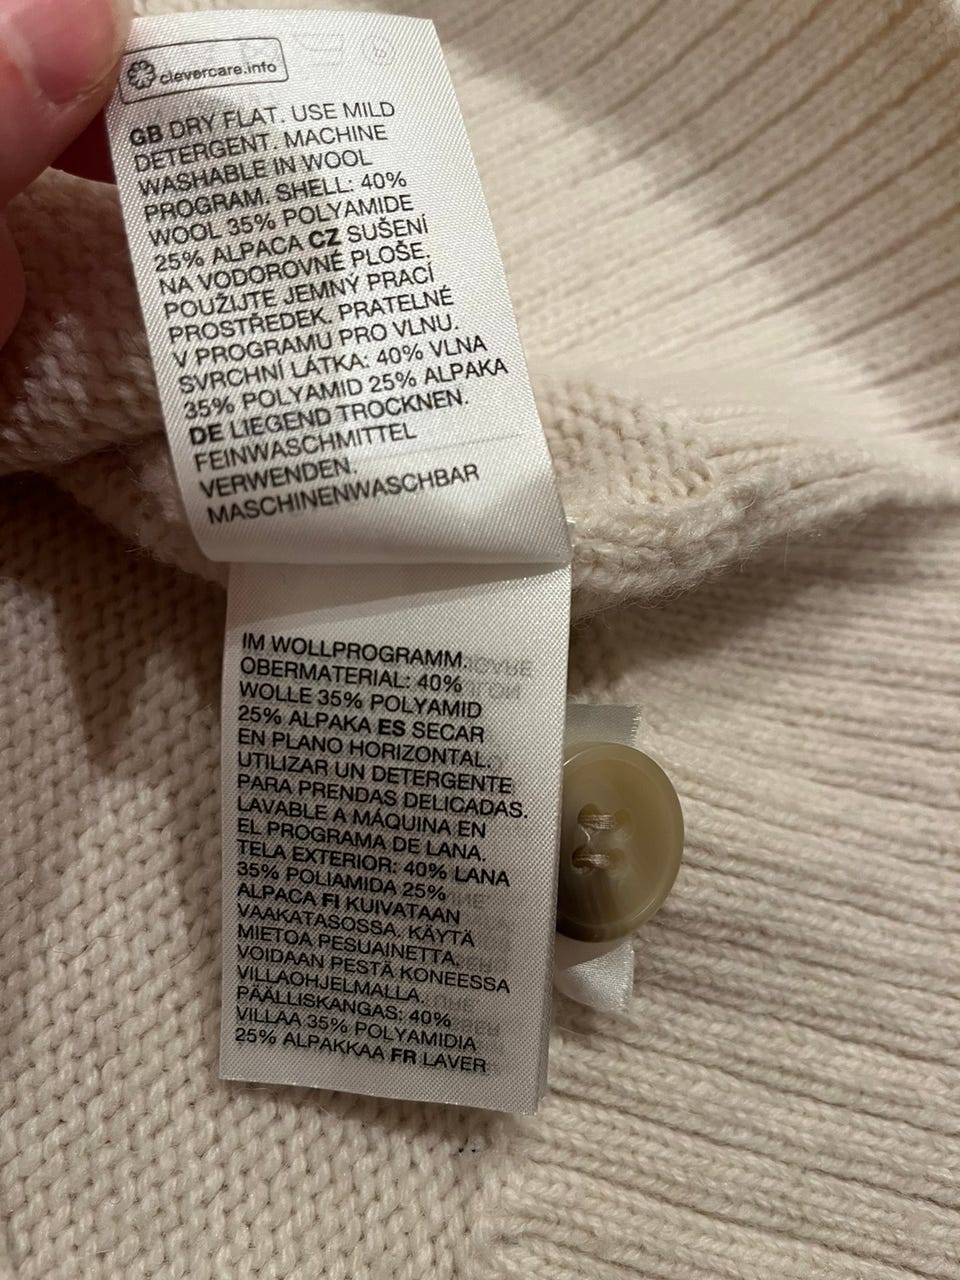 clevercare.info
GB DRY FLAT. USE MILD
DETERGENT. MACHINE
WASHABLE IN WOOL
PROGRAM. SHELL: 40%
WOOL 35% POLYAMIDE
25% ALPACA CZ SUŠENÍ
NA VODOROVNÉ PLOŠE.
POUŽIJTE JEMNÝ PRACÍ
PROSTŘEDEK. PRATELNÉ
V PROGRAMU PRO VLNU.
SVRCHNÍ LÁTKA: 40% VLNA
35% POLYAMID 25% ALPAKA
DE LIEGEND TROCKNEN.
FEINWASCHMITTEL
VERWENDEN.
MASCHINENWASCHBAR
IM WOLLPROGRAMM.
OBERMATERIAL: 40%
WOLLE 35% POLYAMID
25% ALPAKA ES SECAR
EN PLANO HORIZONTAL.
UTILIZAR UN DETERGENTE
PARA PRENDAS DELICADAS.
LAVABLE A MÁQUINA EN
EL PROGRAMA DE LANA.
TELA EXTERIOR: 40% LANA
35% POLIAMIDA 25%
ALPACA FI KUIVATAAN
VAAKATASOSSA. KÄYTÄ
MIETOA PESUAINETTA.
VOIDAAN PESTÄ KONEESSA
VILLAOHJELMALLA.
PÄÄLLISKANGAS: 40%
VILLAA 35% POLYAMIDIA
25% ALPAKKAA FR LAVER